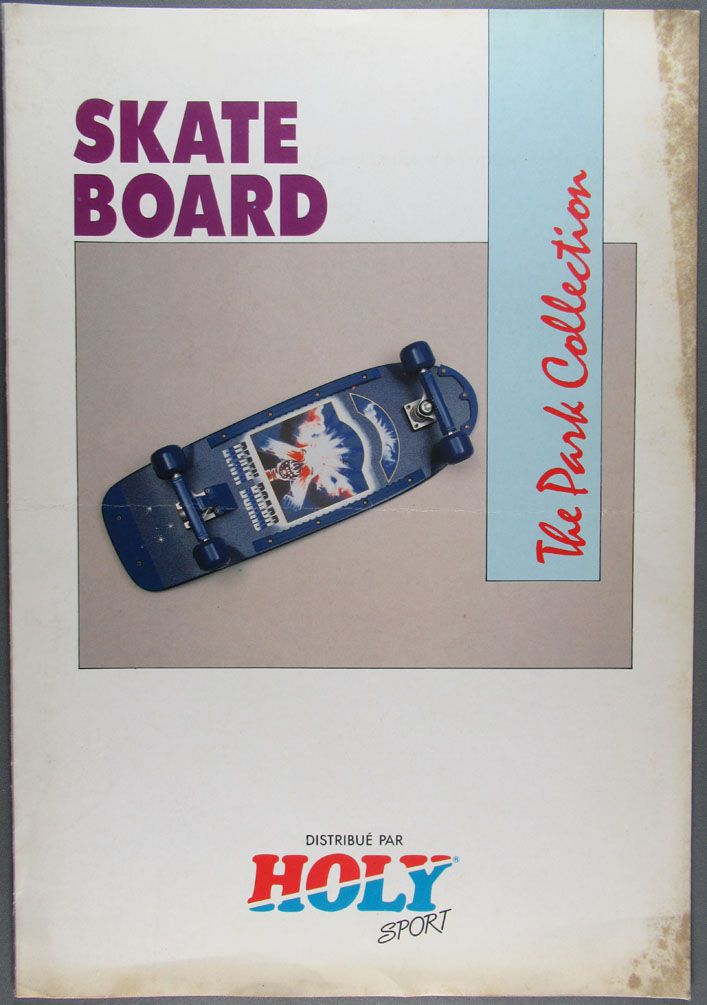 SKATE
BOARD
The Park Collection
DISTRIBUÉ PAR
HOLY®
SPORT